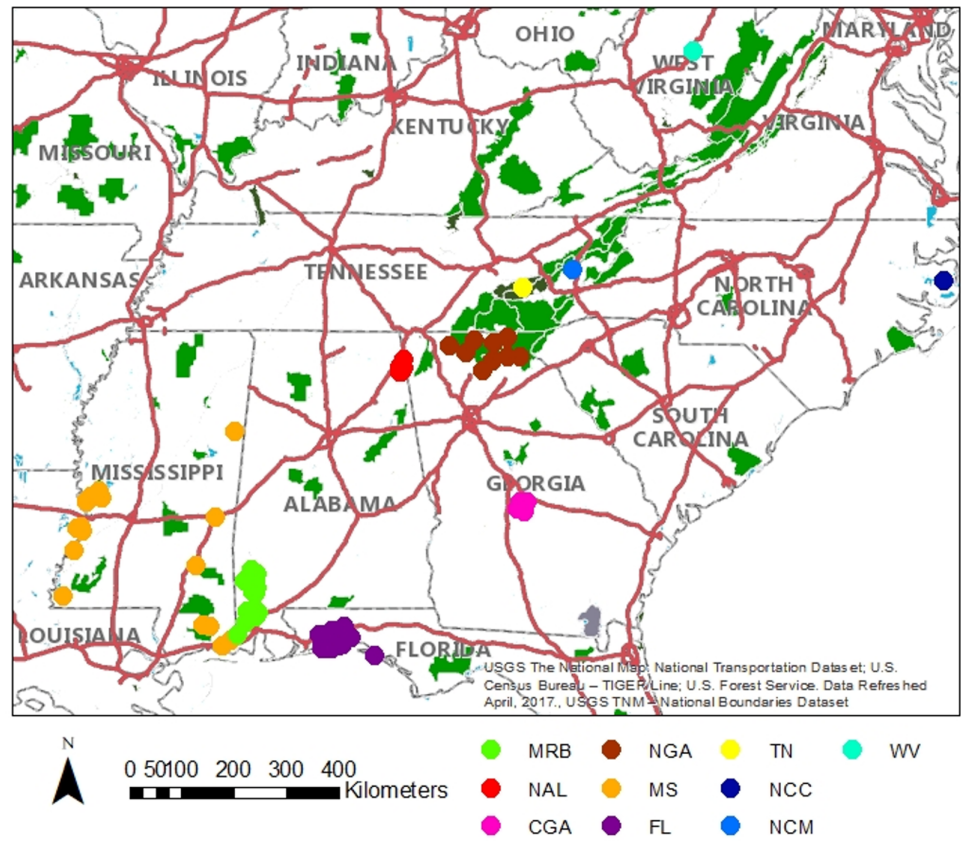 OHIO
MARYLAND
INDIANA
ILLINOIS
WEST
VIRGINIA
KENTUCKY
VIRGINIA
MISSOURI
TENNESSEE
ARKANSAS
NORTH
CAROLINA
SOUTH
CAROLINA
MISSISSIPPI
GEORGIA
ALABAMA
LOUISIANA
FLORIDA
USGS The National Map: National Transportation Dataset; U.S.
Census Bureau – TIGER/Line; U.S. Forest Service. Data Refreshed
April, 2017., USGS TNM – National Boundaries Dataset
N
0 50100 200 300 400
Kilometers
MRB NGA TN WV
NAL MS NCC
CGA FL NCM